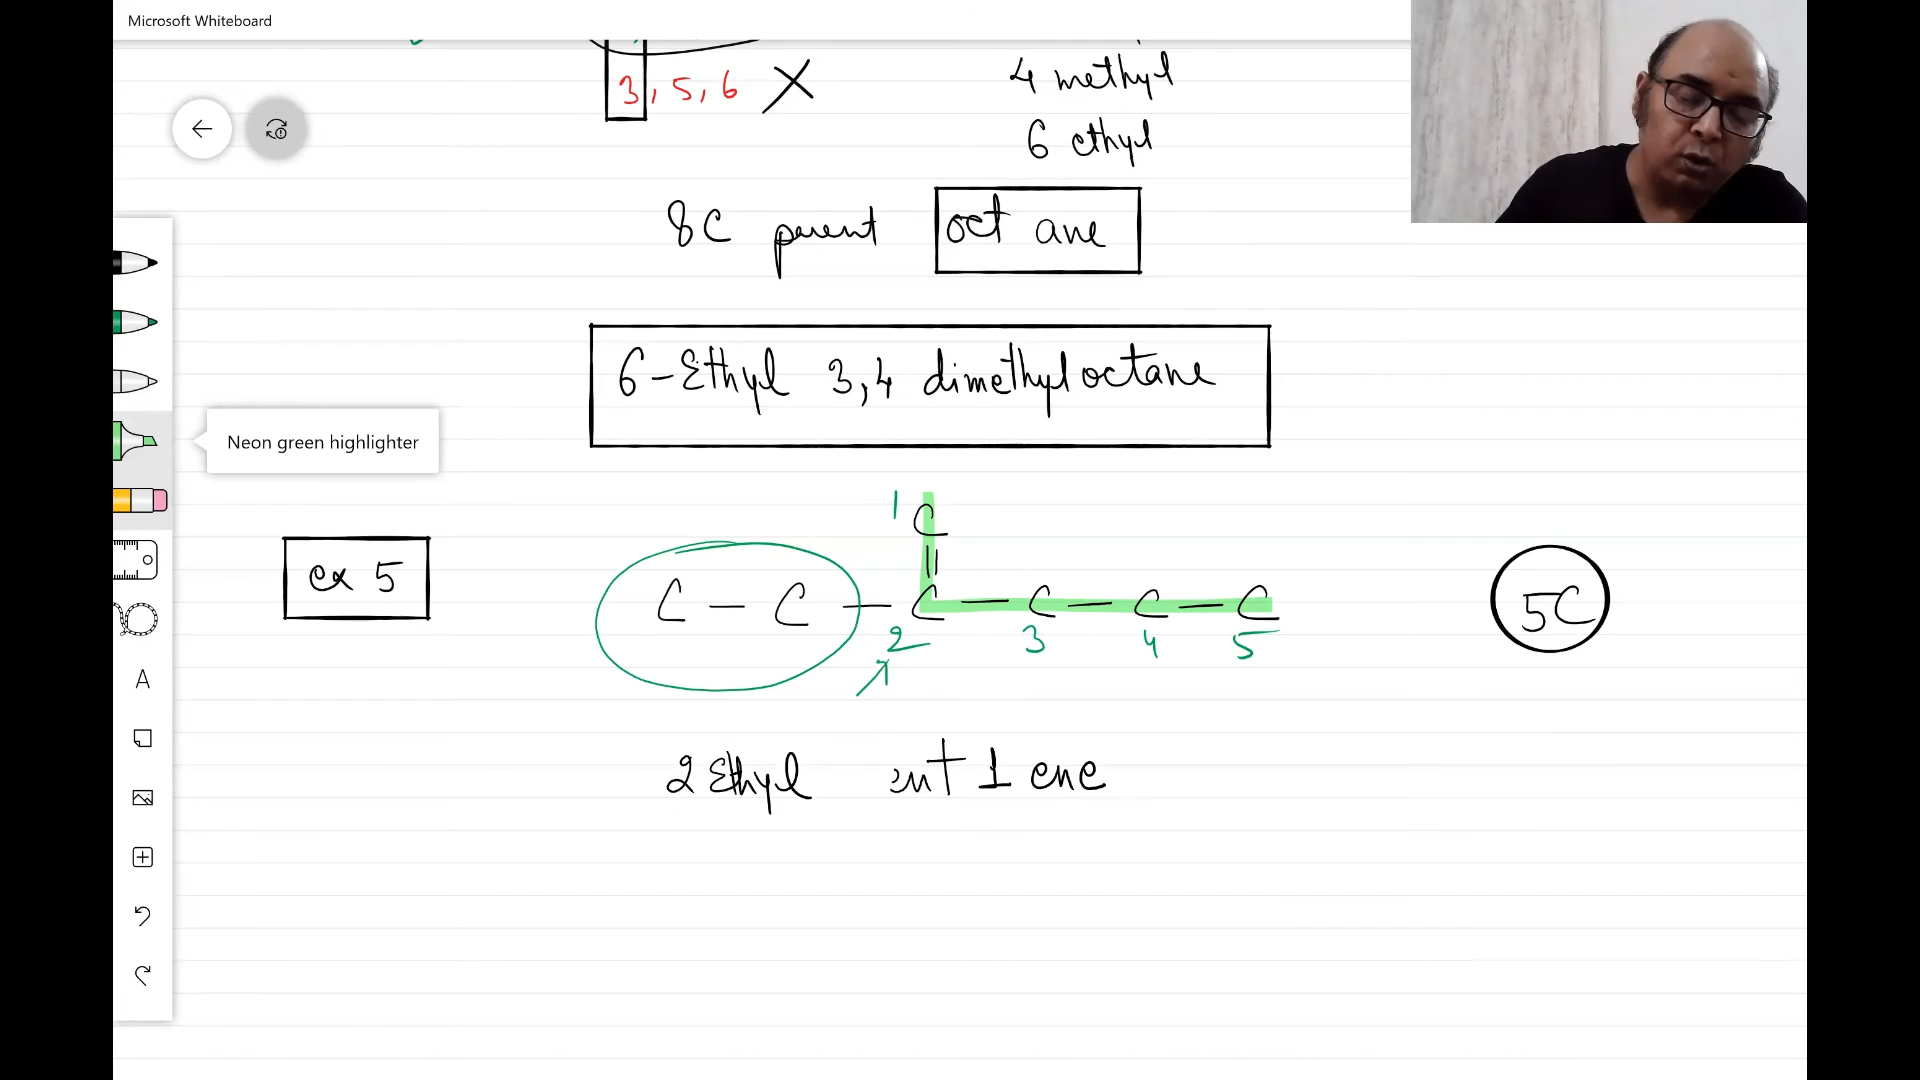 Microsoft Whiteboard
3, 5, 6 X
4 methyl
6 ethyl
8C parent oct ane
6-Ethyl 3,4 dimethyl octane
Neon green highlighter
1 C
ex 5
C - C - C - C - C - C
5C
2 3 4 5
2 Ethyl ent 1 ene
A